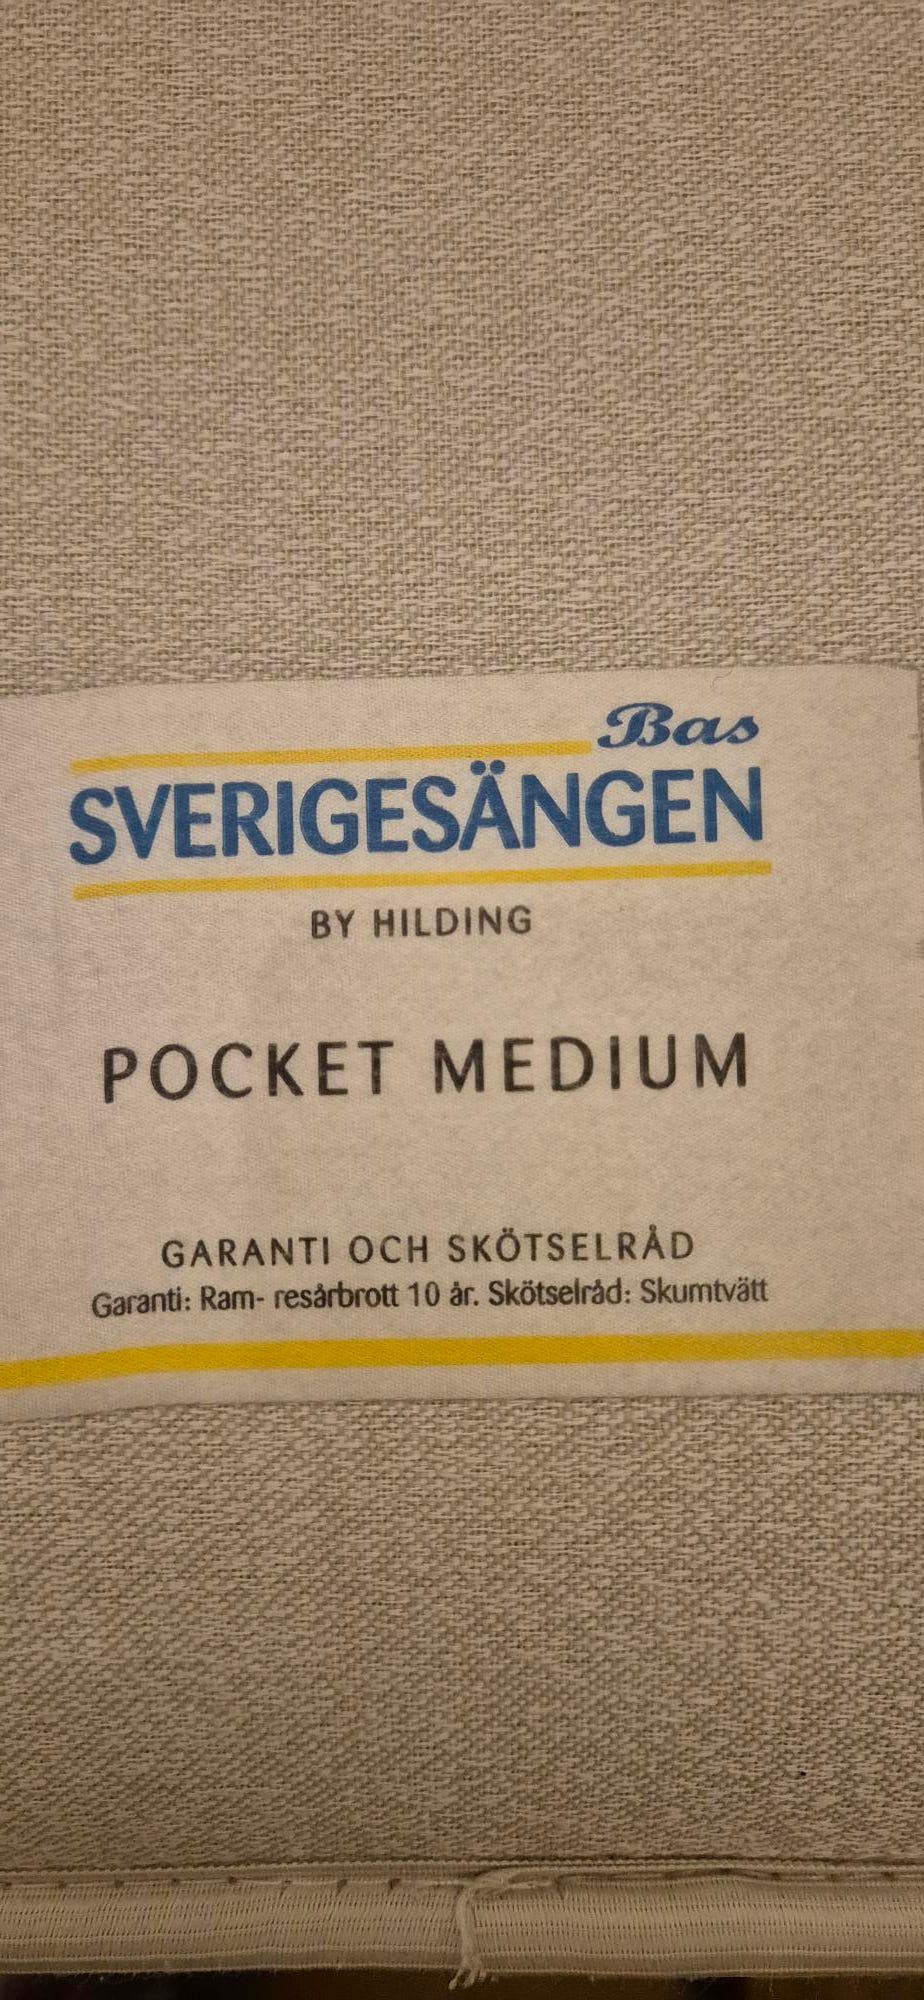 Bas
SVERIGESÄNGEN
BY HILDING
POCKET MEDIUM
GARANTI OCH SKÖTSELRÅD
Garanti: Ram- resårbrott 10 år. Skötselråd: Skumtvätt